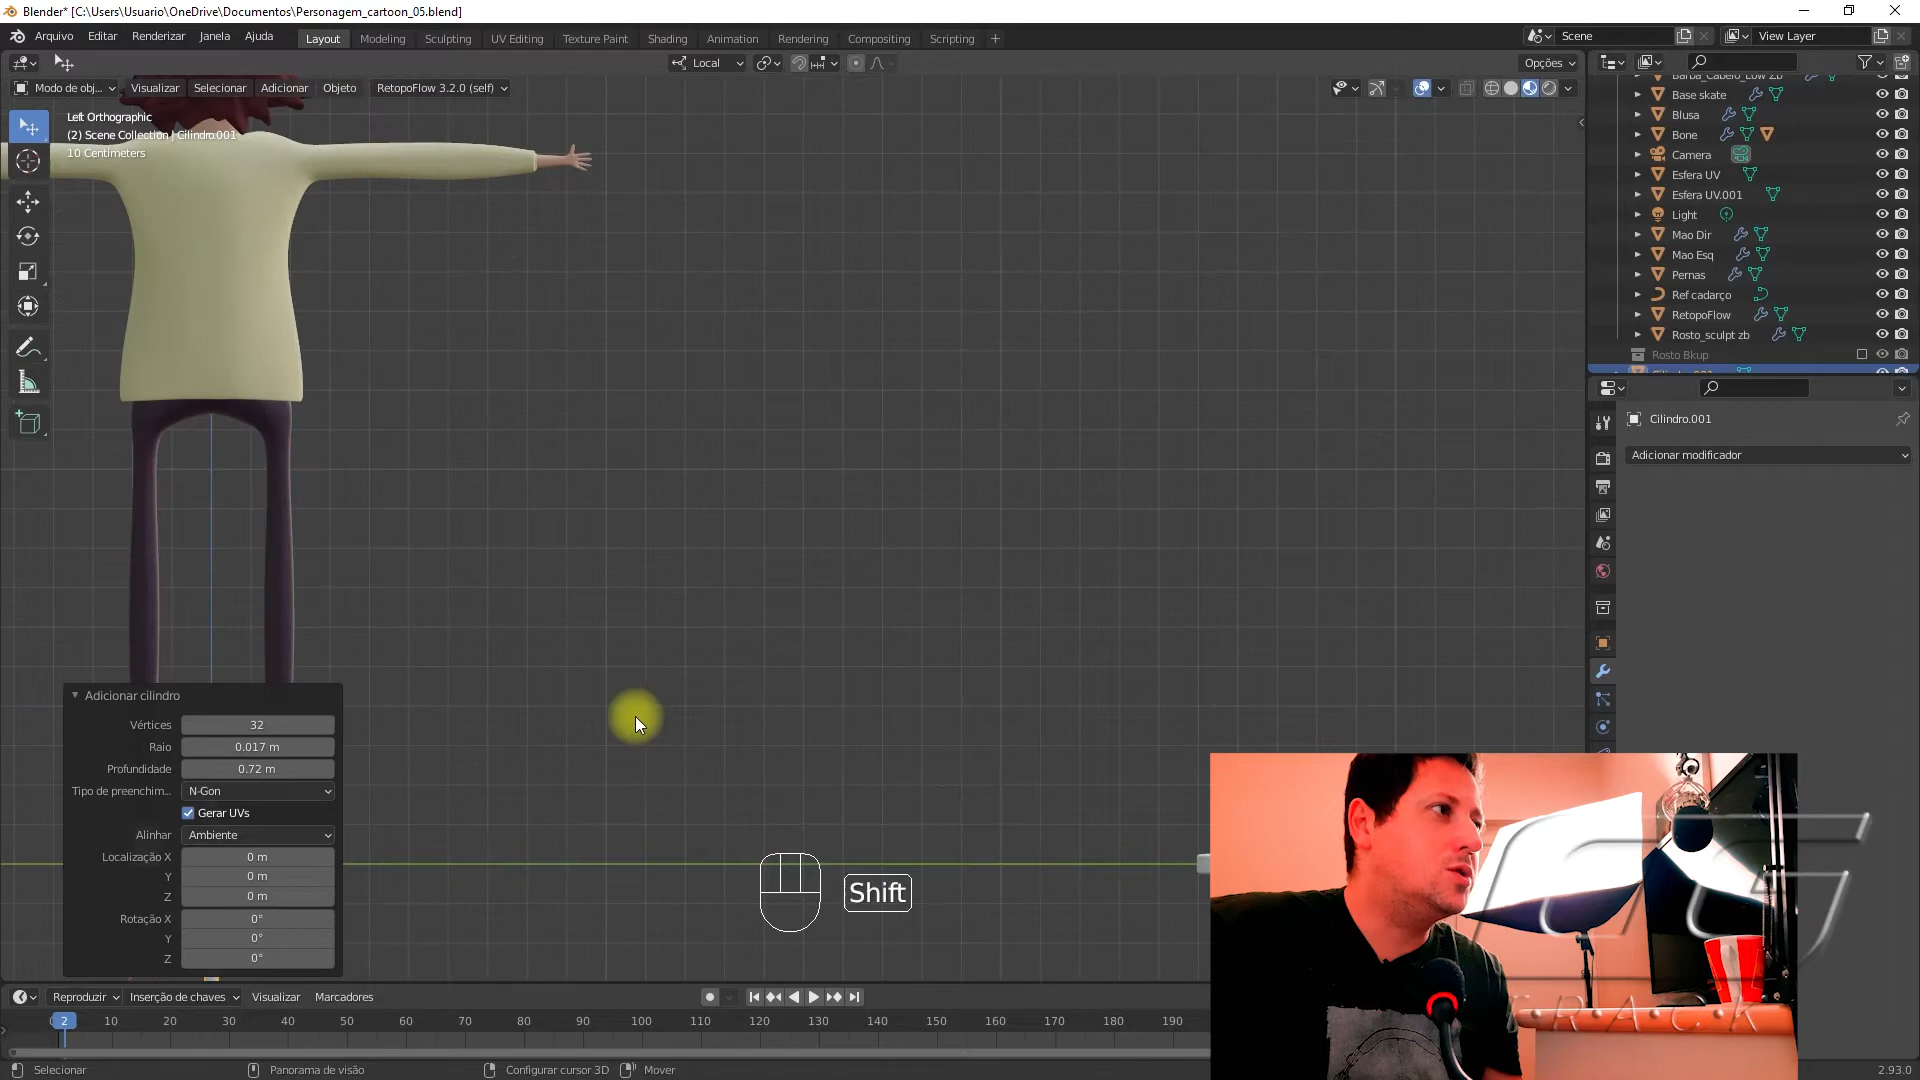 Blender* [C:\Users\Usuario\OneDrive\Documentos\Personagem_cartoon_05.blend]
Arquivo Editar Renderizar Janela Ajuda Layout Modeling Sculpting UV Editing Texture Paint Shading Animation Rendering Compositing Scripting + Scene View Layer
Local Opções
Modo de obj... Visualizar Selecionar Adicionar Objeto RetopoFlow 3.2.0 (self)
Left Orthographic
(2) Scene Collection | Cilindro.001
10 Centimeters
Barba_Cabelo_Low Zb
Base skate
Blusa
Bone
Camera
Esfera UV
Esfera UV.001
Light
Mao Dir
Mao Esq
Pernas
Ref cadarço
RetopoFlow
Rosto_sculpt zb
Rosto Bkup
Cilindro.001
Cilindro.001
Adicionar modificador
Adicionar cilindro
Vértices 32
Raio 0.017 m
Profundidade 0.72 m
Tipo de preenchim... N-Gon
Gerar UVs
Alinhar Ambiente
Localização X 0 m
Y 0 m
Z 0 m
Rotação X 0°
Y 0°
Z 0°
Shift
Reproduzir Inserção de chaves Visualizar Marcadores
2 10 20 30 40 50 60 70 80 90 100 110 120 130 140 150 160 170 180 190
Selecionar Panorama de visão Configurar cursor 3D Mover 2.93.0